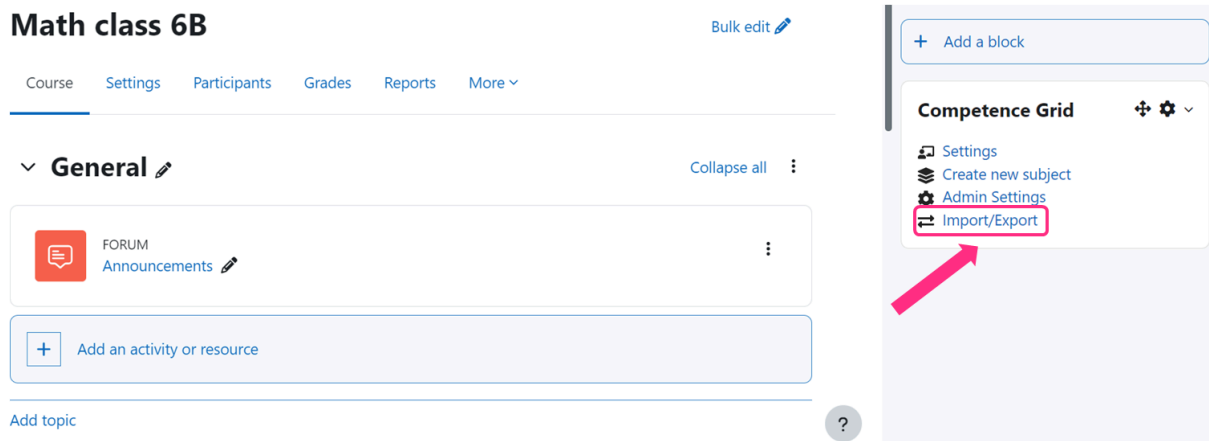 Math class 6B
Bulk edit
Course Settings Participants Grades Reports More
General
Collapse all
FORUM
Announcements
+ Add an activity or resource
Add topic
?
+ Add a block
Competence Grid
Settings
Create new subject
Admin Settings
Import/Export